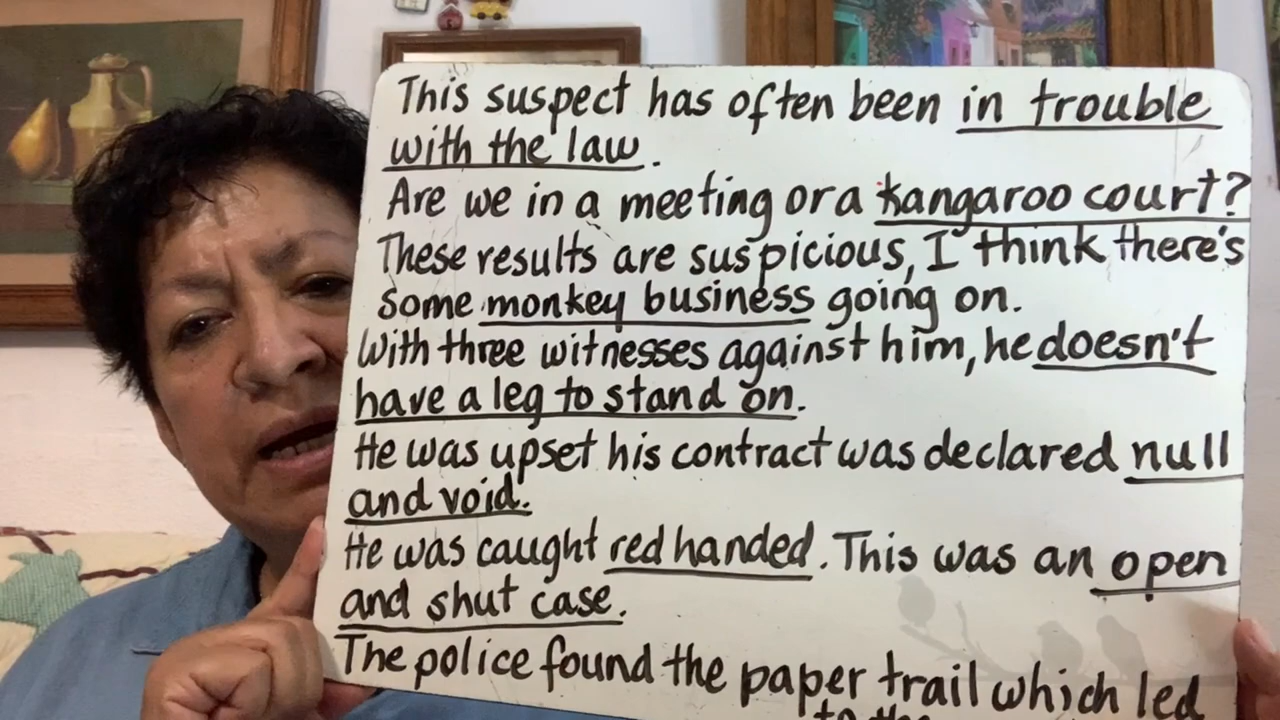 This suspect has often been in trouble
with the law.
Are we in a meeting or a kangaroo court?
These results are suspicious, I think there's
some monkey business going on.
With three witnesses against him, he doesn't
have a leg to stand on.
He was upset his contract was declared null
and void.
He was caught red handed. This was an open
and shut case.
The police found the paper trail which led
to the